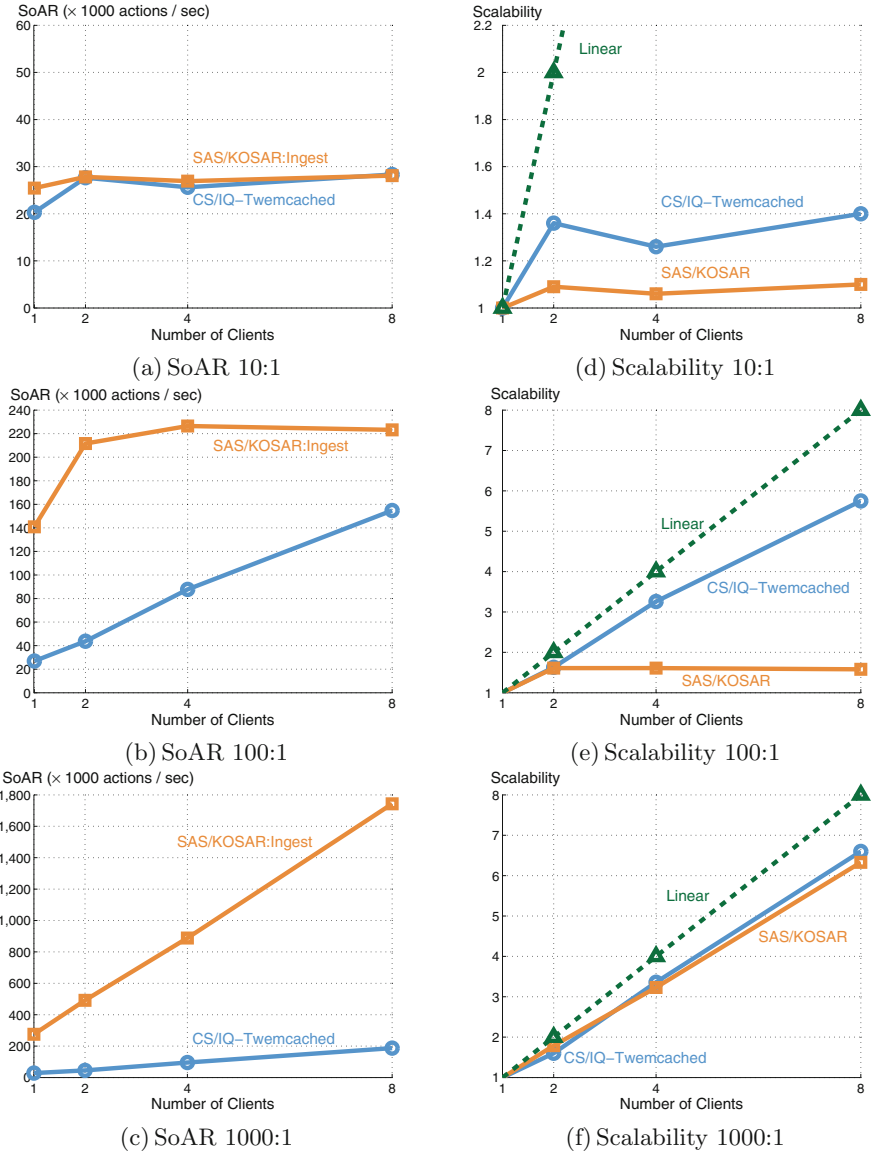 SoAR (× 1000 actions / sec)
60
50
40
30
20
10
0
SAS/KOSAR:Ingest
CS/IQ−Twemcached
1 2 4 8
Number of Clients
(a) SoAR 10:1
Scalability
2.2
2
1.8
1.6
1.4
1.2
1
Linear
CS/IQ−Twemcached
SAS/KOSAR
1 2 4 8
Number of Clients
(d) Scalability 10:1
SoAR (× 1000 actions / sec)
240
220
200
180
160
140
120
100
80
60
40
20
0
SAS/KOSAR:Ingest
1 2 4 8
Number of Clients
(b) SoAR 100:1
Scalability
8
7
6
5
4
3
2
1
Linear
CS/IQ−Twemcached
SAS/KOSAR
1 2 4 8
Number of Clients
(e) Scalability 100:1
SoAR (× 1000 actions / sec)
1,800
1,600
1,400
1,200
1,000
800
600
400
200
0
SAS/KOSAR:Ingest
CS/IQ−Twemcached
1 2 4 8
Number of Clients
(c) SoAR 1000:1
Scalability
8
7
6
5
4
3
2
1
Linear
SAS/KOSAR
CS/IQ−Twemcached
1 2 4 8
Number of Clients
(f) Scalability 1000:1